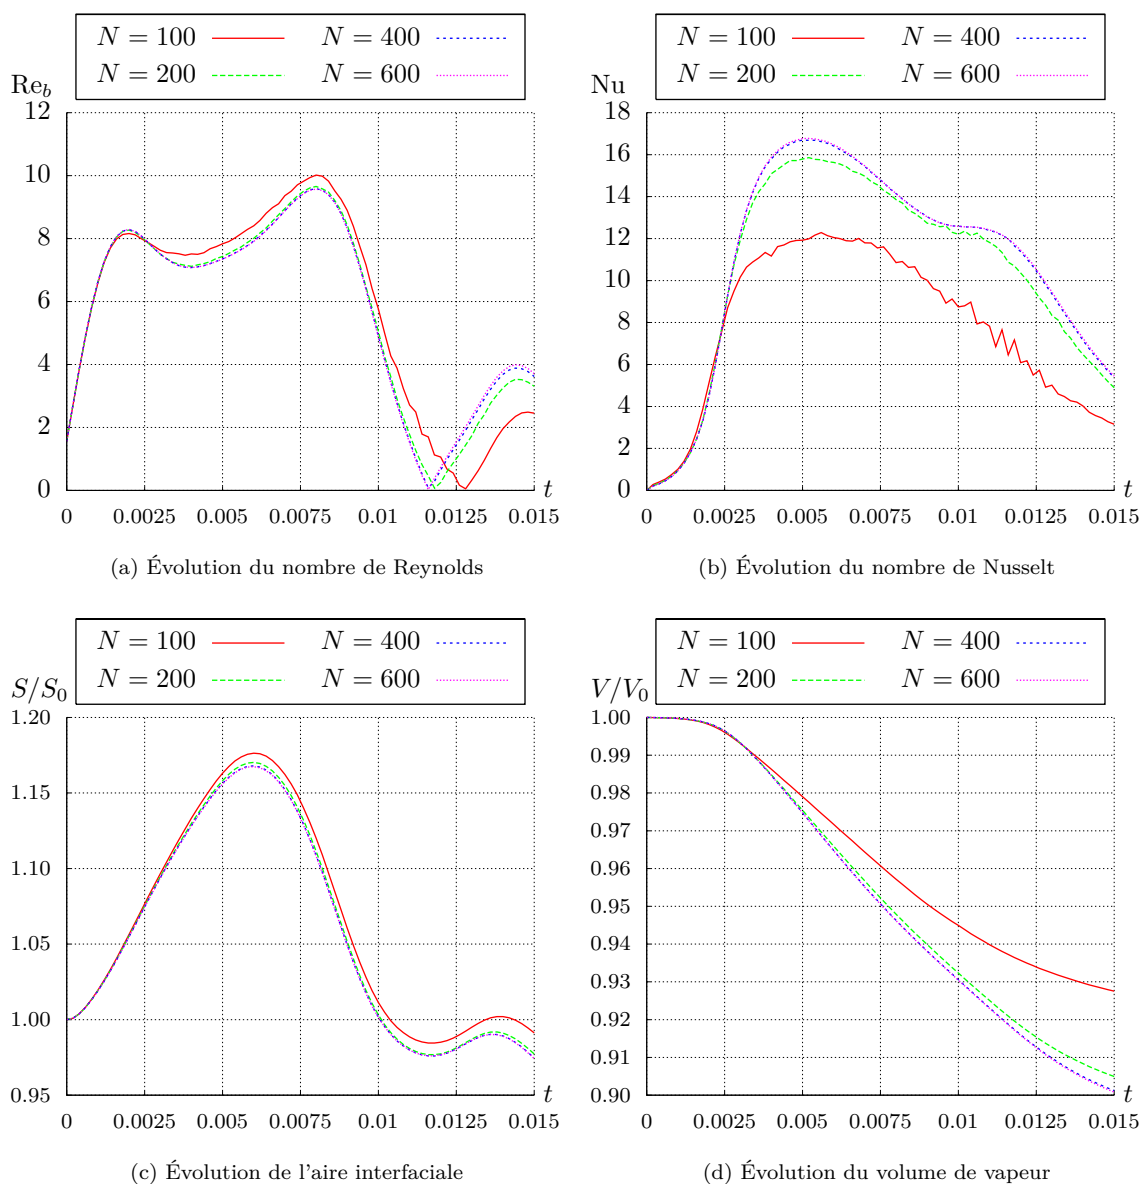 N = 100 N = 400
N = 200 N = 600
Re_b
12
10
8
6
4
2
0
0 0.0025 0.005 0.0075 0.01 0.0125 0.015
t
(a) Évolution du nombre de Reynolds
N = 100 N = 400
N = 200 N = 600
Nu
18
16
14
12
10
8
6
4
2
0
0 0.0025 0.005 0.0075 0.01 0.0125 0.015
t
(b) Évolution du nombre de Nusselt
N = 100 N = 400
N = 200 N = 600
S/S_0
1.20
1.15
1.10
1.05
1.00
0.95
0 0.0025 0.005 0.0075 0.01 0.0125 0.015
t
(c) Évolution de l'aire interfaciale
N = 100 N = 400
N = 200 N = 600
V/V_0
1.00
0.99
0.98
0.97
0.96
0.95
0.94
0.93
0.92
0.91
0.90
0 0.0025 0.005 0.0075 0.01 0.0125 0.015
t
(d) Évolution du volume de vapeur